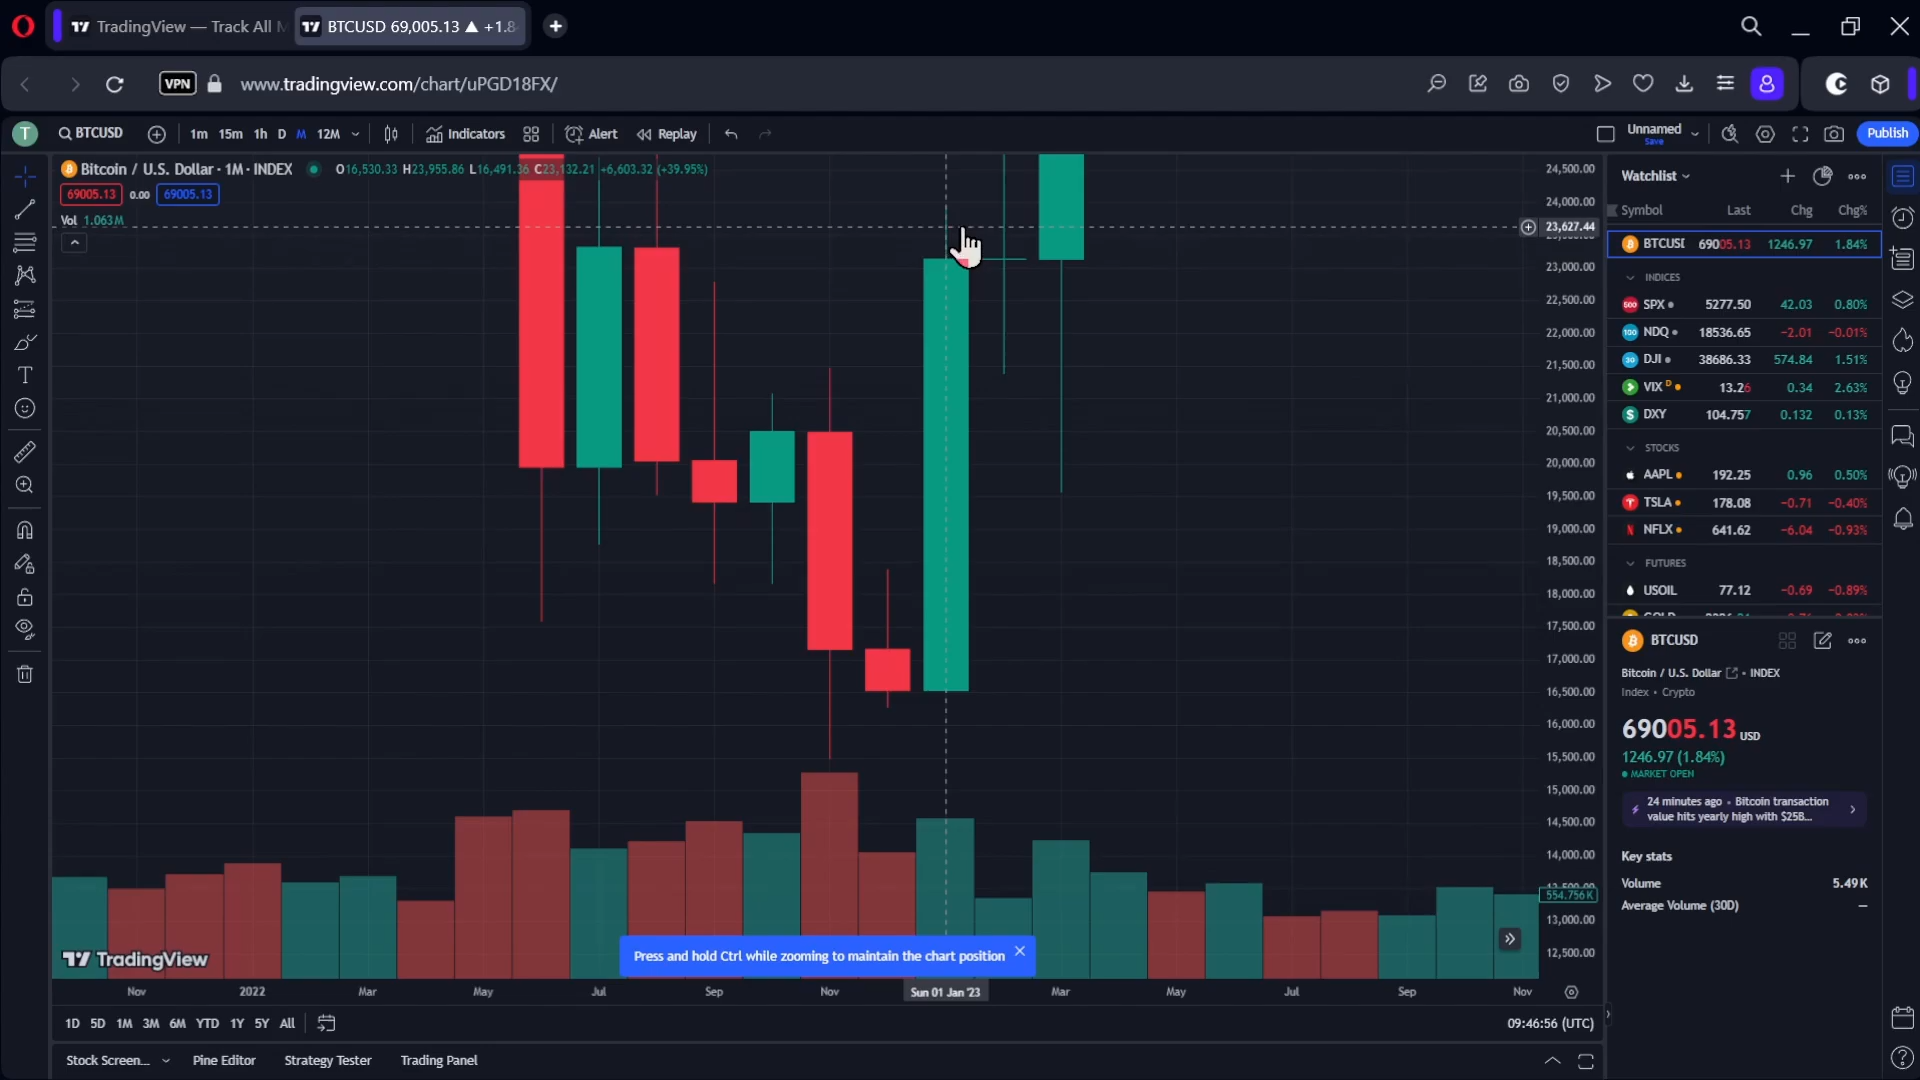 TradingView — Track All M
BTCUSD 69,005.13 ▲ +1.8
VPN
www.tradingview.com/chart/uPGD18FX/
T
BTCUSD
1m 15m 1h D M 12M
Indicators
Alert
Replay
Unnamed
Save
Publish
Bitcoin / U.S. Dollar · 1M · INDEX
O16,530.33 H23,955.86 L16,491.36 C23,132.21 +6,603.32 (+39.95%)
69005.13 0.00 69005.13
Vol 1.063M
24,500.00
24,000.00
23,627.44
23,000.00
22,500.00
22,000.00
21,500.00
21,000.00
20,500.00
20,000.00
19,500.00
19,000.00
18,500.00
18,000.00
17,500.00
17,000.00
16,500.00
16,000.00
15,500.00
15,000.00
14,500.00
14,000.00
554.756K
13,000.00
12,500.00
TradingView
Press and hold Ctrl while zooming to maintain the chart position
Nov 2022 Mar May Jul Sep Nov Sun 01 Jan '23 Mar May Jul Sep Nov
1D 5D 1M 3M 6M YTD 1Y 5Y All
09:46:56 (UTC)
Stock Screen... Pine Editor Strategy Tester Trading Panel
Watchlist
Symbol Last Chg Chg%
BTCUSI 69005.13 1246.97 1.84%
INDICES
SPX 5277.50 42.03 0.80%
NDQ 18536.65 −2.01 −0.01%
DJI 38686.33 574.84 1.51%
VIX D 13.26 0.34 2.63%
DXY 104.757 0.132 0.13%
STOCKS
AAPL 192.25 0.96 0.50%
TSLA 178.08 −0.71 −0.40%
NFLX 641.62 −6.04 −0.93%
FUTURES
USOIL 77.12 −0.69 −0.89%
BTCUSD
Bitcoin / U.S. Dollar • INDEX
Index • Crypto
69005.13 USD
1246.97 (1.84%)
MARKET OPEN
24 minutes ago • Bitcoin transaction
value hits yearly high with $25B...
Key stats
Volume 5.49K
Average Volume (30D) —